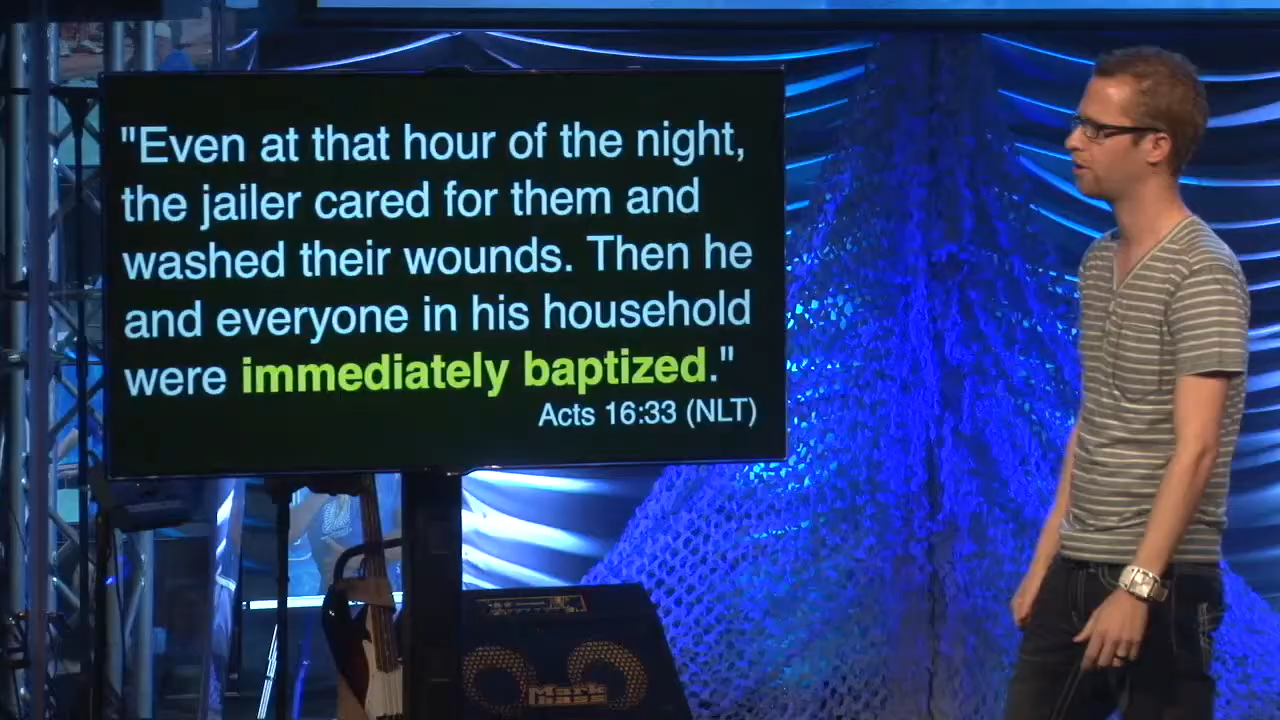 "Even at that hour of the night,
the jailer cared for them and
washed their wounds. Then he
and everyone in his household
were immediately baptized."
Acts 16:33 (NLT)
Mark
bass